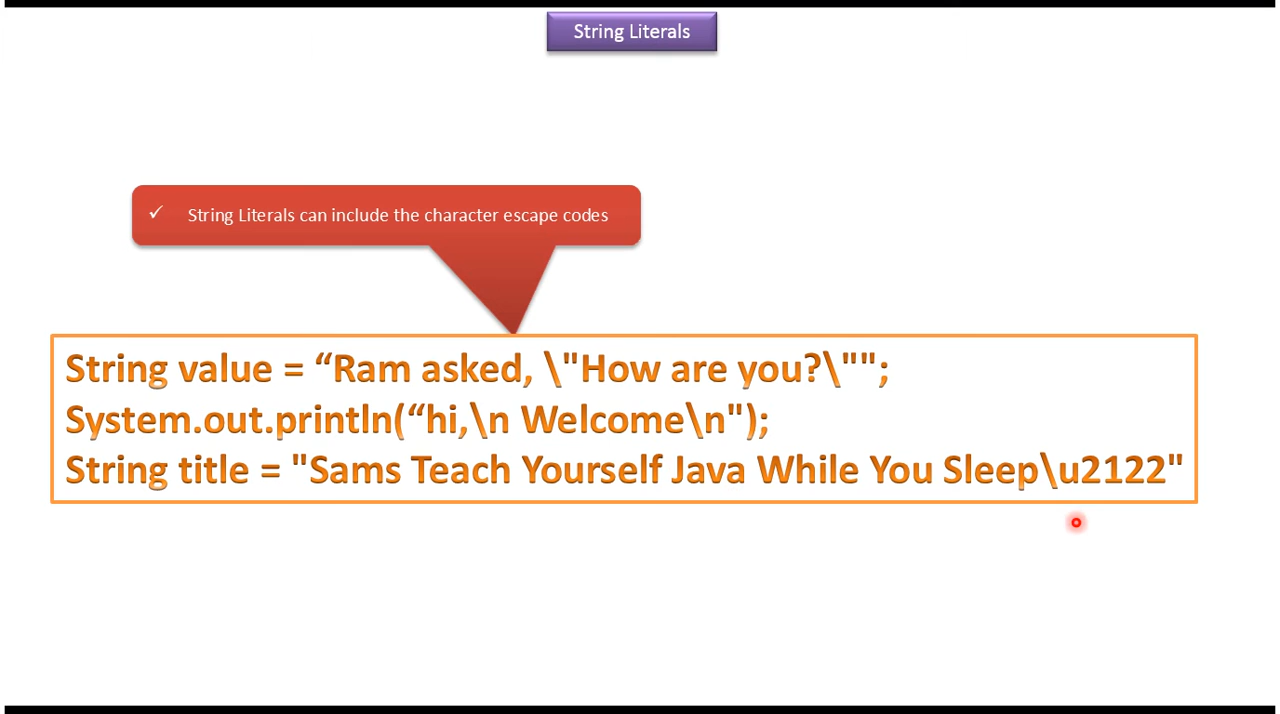 String Literals
✓ String Literals can include the character escape codes
String value = “Ram asked, \"How are you?\"";
System.out.println(“hi,\n Welcome\n");
String title = "Sams Teach Yourself Java While You Sleep\u2122"